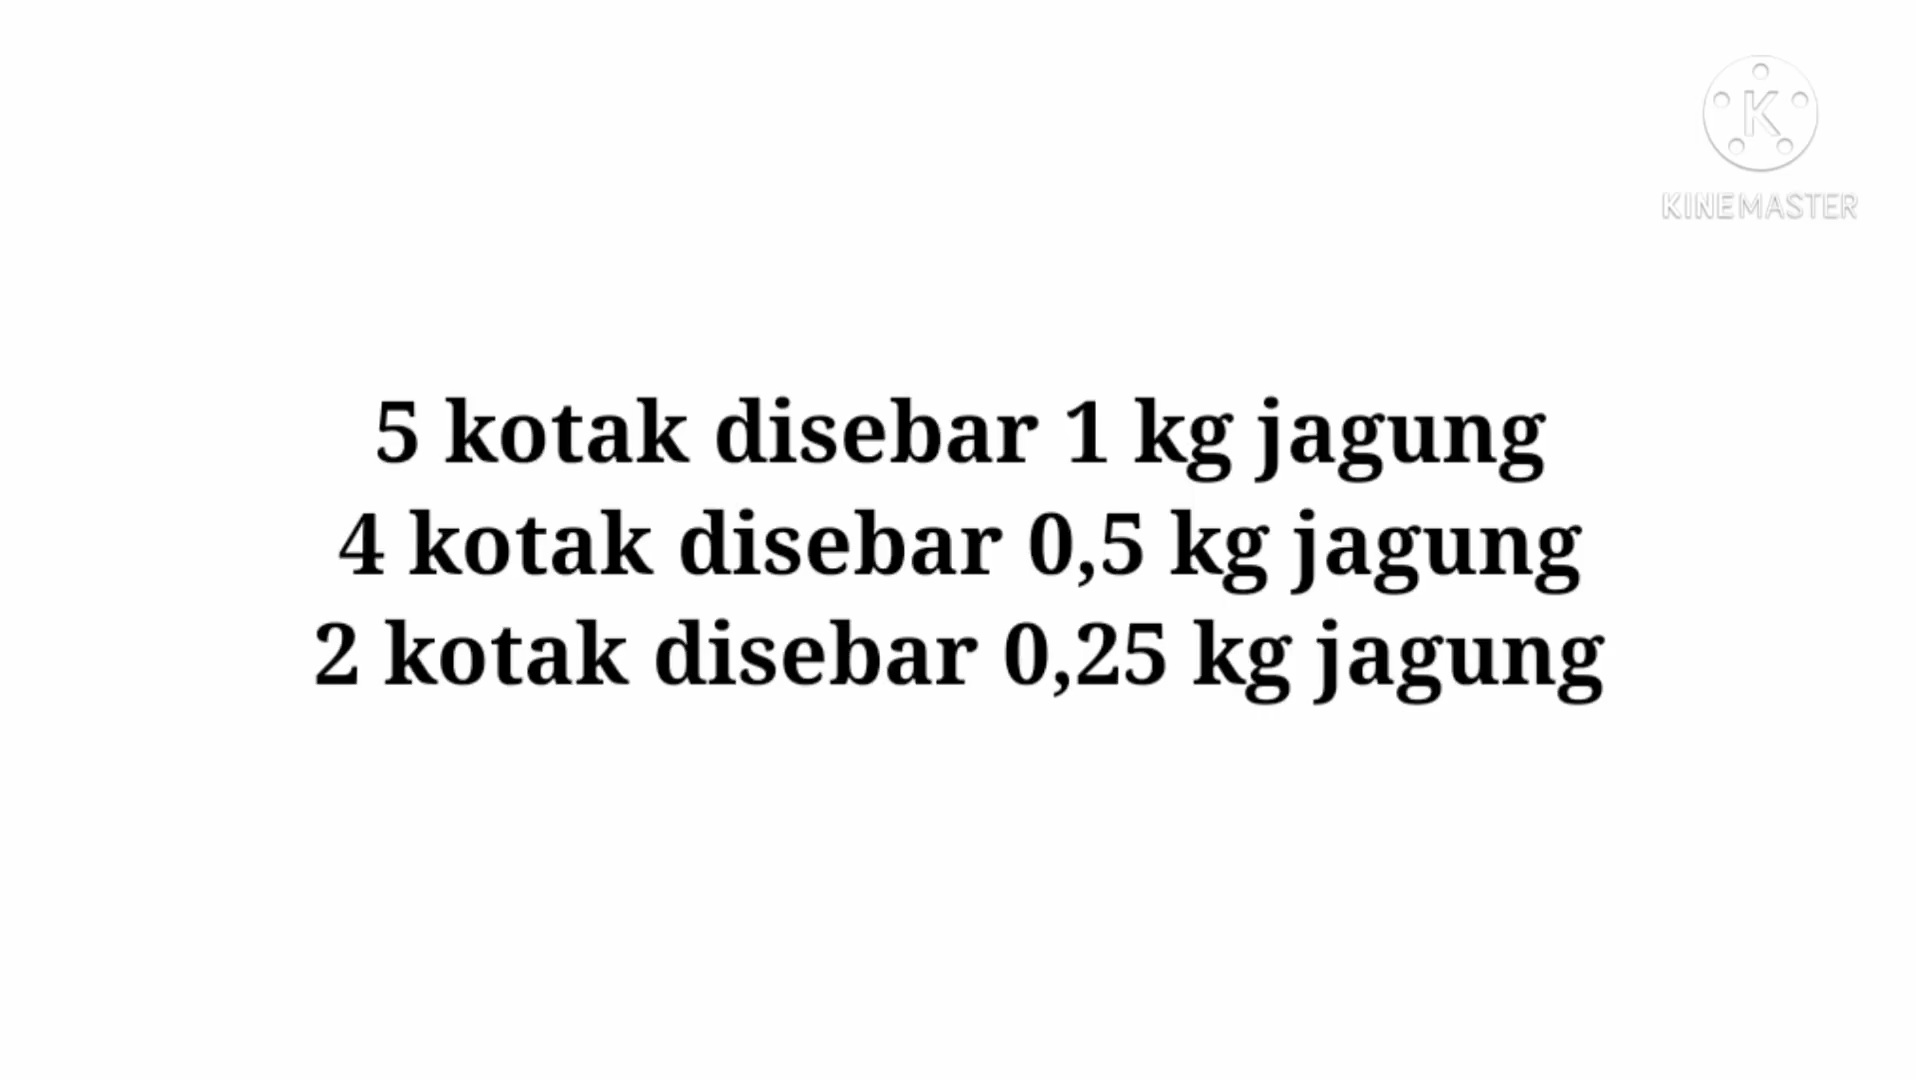 KINEMASTER
5 kotak disebar 1 kg jagung
4 kotak disebar 0,5 kg jagung
2 kotak disebar 0,25 kg jagung